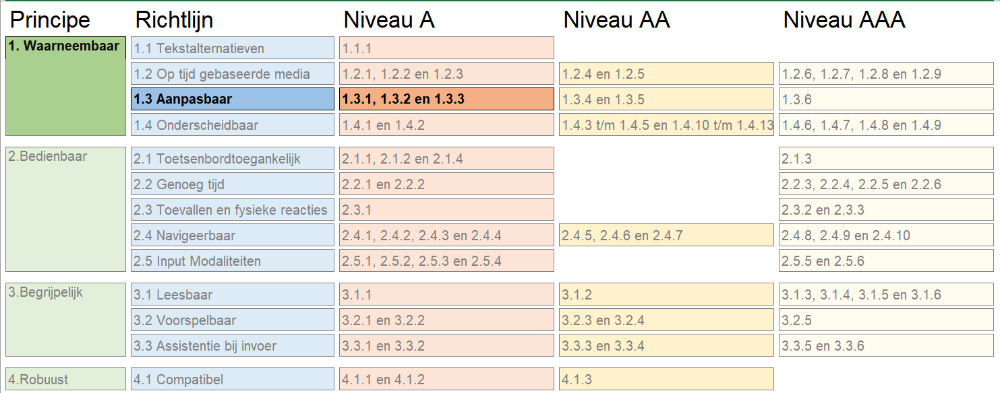 Principe Richtlijn Niveau A Niveau AA Niveau AAA
1. Waarneembaar 1.1 Tekstalternatieven 1.1.1
1.2 Op tijd gebaseerde media 1.2.1, 1.2.2 en 1.2.3 1.2.4 en 1.2.5 1.2.6, 1.2.7, 1.2.8 en 1.2.9
1.3 Aanpasbaar 1.3.1, 1.3.2 en 1.3.3 1.3.4 en 1.3.5 1.3.6
1.4 Onderscheidbaar 1.4.1 en 1.4.2 1.4.3 t/m 1.4.5 en 1.4.10 t/m 1.4.13 1.4.6, 1.4.7, 1.4.8 en 1.4.9
2.Bedienbaar 2.1 Toetsenbordtoegankelijk 2.1.1, 2.1.2 en 2.1.4 2.1.3
2.2 Genoeg tijd 2.2.1 en 2.2.2 2.2.3, 2.2.4, 2.2.5 en 2.2.6
2.3 Toevallen en fysieke reacties 2.3.1 2.3.2 en 2.3.3
2.4 Navigeerbaar 2.4.1, 2.4.2, 2.4.3 en 2.4.4 2.4.5, 2.4.6 en 2.4.7 2.4.8, 2.4.9 en 2.4.10
2.5 Input Modaliteiten 2.5.1, 2.5.2, 2.5.3 en 2.5.4 2.5.5 en 2.5.6
3.Begrijpelijk 3.1 Leesbaar 3.1.1 3.1.2 3.1.3, 3.1.4, 3.1.5 en 3.1.6
3.2 Voorspelbaar 3.2.1 en 3.2.2 3.2.3 en 3.2.4 3.2.5
3.3 Assistentie bij invoer 3.3.1 en 3.3.2 3.3.3 en 3.3.4 3.3.5 en 3.3.6
4.Robuust 4.1 Compatibel 4.1.1 en 4.1.2 4.1.3